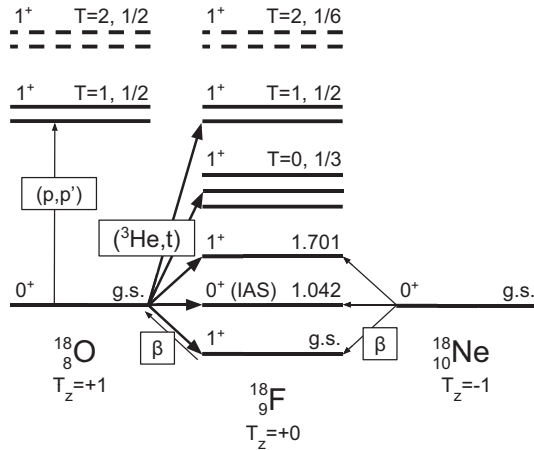 1⁺ T=2, 1/2
1⁺ T=2, 1/6
1⁺ T=1, 1/2
1⁺ T=1, 1/2
1⁺ T=0, 1/3
(p,p’)
(³He,t)
1⁺ 1.701
0⁺ g.s.
0⁺ (IAS) 1.042
0⁺ g.s.
β
1⁺ g.s.
β
¹⁸₈O
T_z=+1
¹⁸₉F
T_z=+0
¹⁸₁₀Ne
T_z=-1